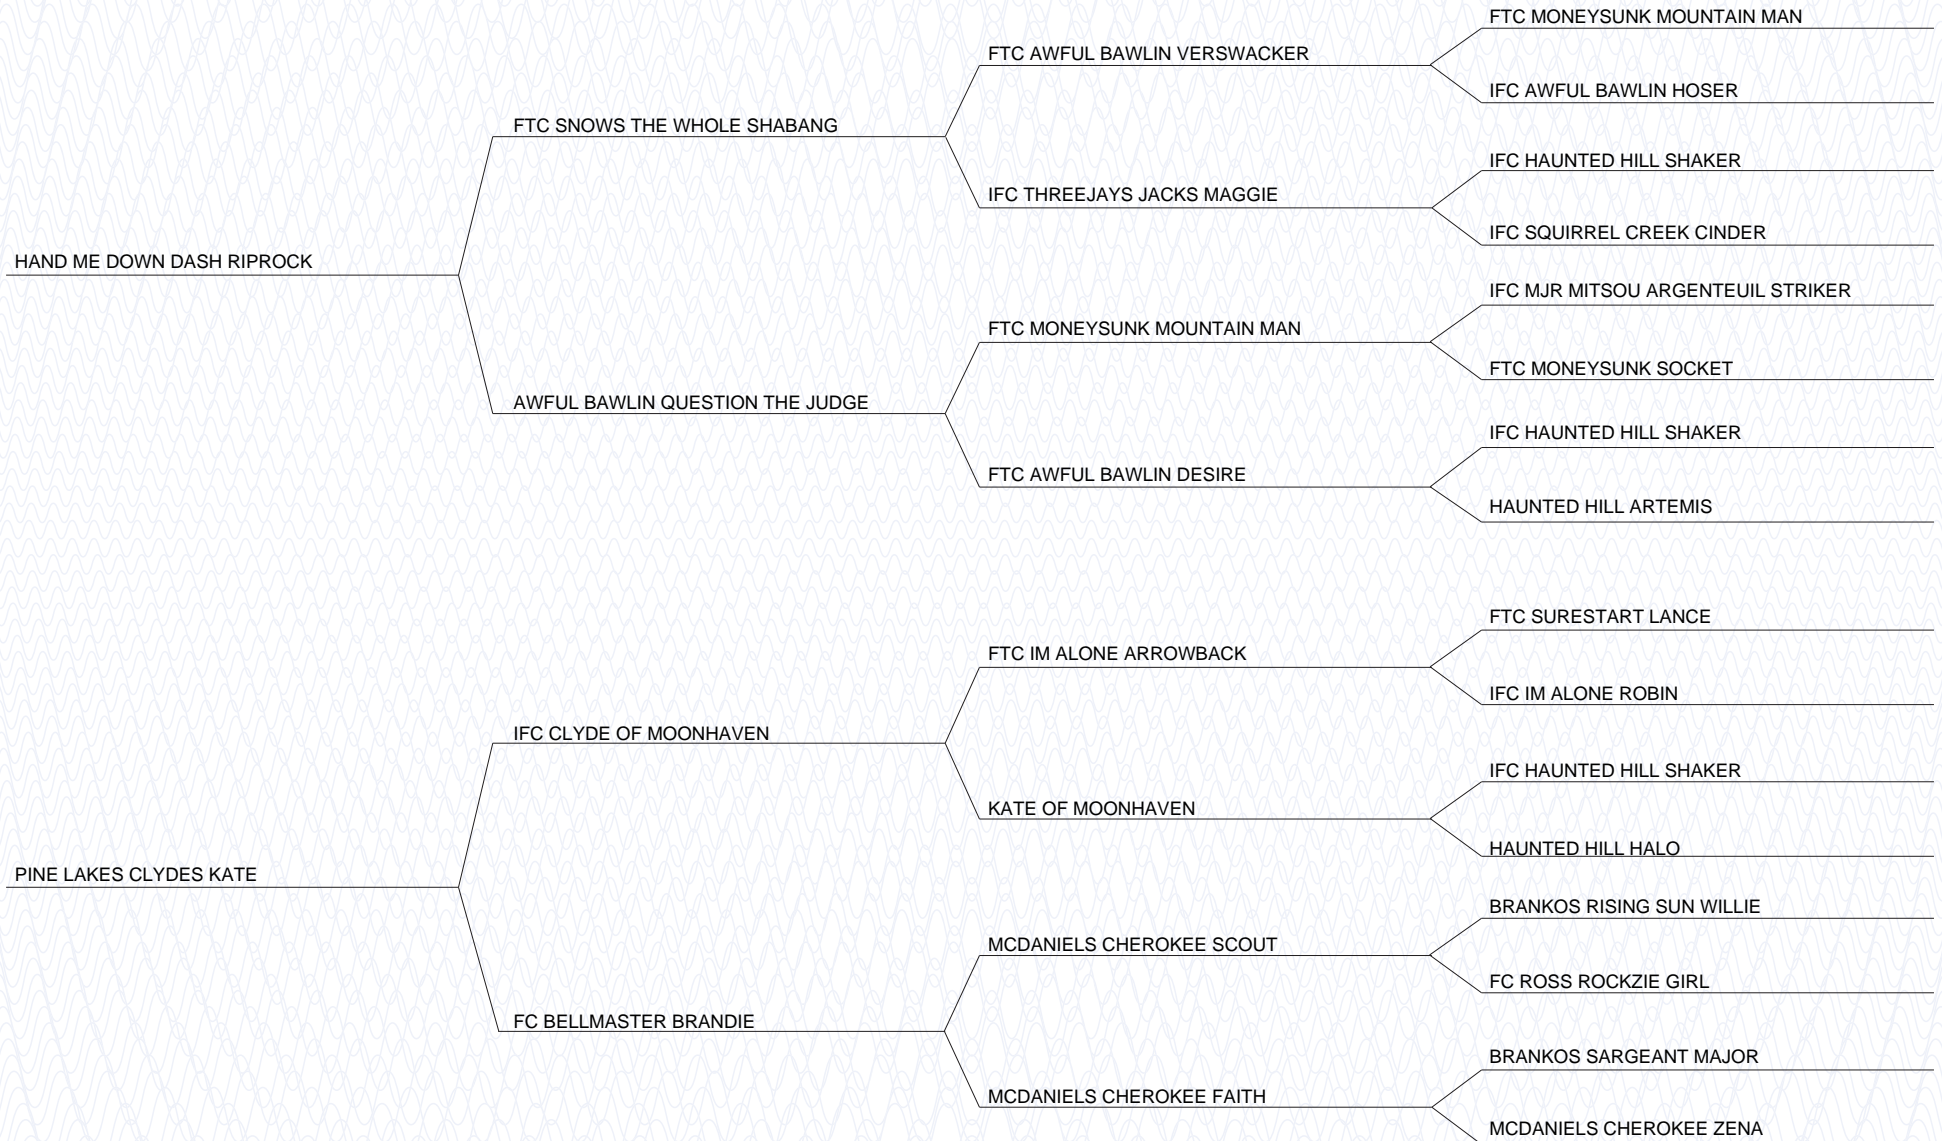 FTC MONEYSUNK MOUNTAIN MAN
FTC AWFUL BAWLIN VERSWACKER
IFC AWFUL BAWLIN HOSER
FTC SNOWS THE WHOLE SHABANG
IFC HAUNTED HILL SHAKER
IFC THREEJAYS JACKS MAGGIE
IFC SQUIRREL CREEK CINDER
HAND ME DOWN DASH RIPROCK
IFC MJR MITSOU ARGENTEUIL STRIKER
FTC MONEYSUNK MOUNTAIN MAN
FTC MONEYSUNK SOCKET
AWFUL BAWLIN QUESTION THE JUDGE
IFC HAUNTED HILL SHAKER
FTC AWFUL BAWLIN DESIRE
HAUNTED HILL ARTEMIS
FTC SURESTART LANCE
FTC IM ALONE ARROWBACK
IFC IM ALONE ROBIN
IFC CLYDE OF MOONHAVEN
IFC HAUNTED HILL SHAKER
KATE OF MOONHAVEN
HAUNTED HILL HALO
PINE LAKES CLYDES KATE
BRANKOS RISING SUN WILLIE
MCDANIELS CHEROKEE SCOUT
FC ROSS ROCKZIE GIRL
FC BELLMASTER BRANDIE
BRANKOS SARGEANT MAJOR
MCDANIELS CHEROKEE FAITH
MCDANIELS CHEROKEE ZENA